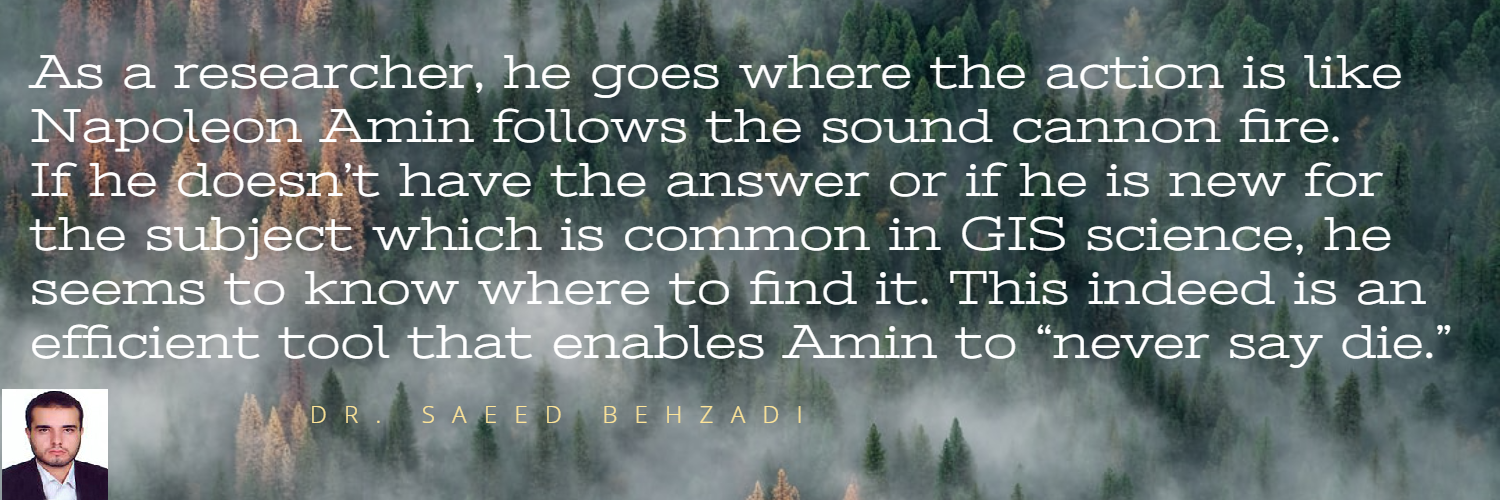 As a researcher, he goes where the action is like
Napoleon Amin follows the sound cannon fire.
If he doesn’t have the answer or if he is new for
the subject which is common in GIS science, he
seems to know where to find it. This indeed is an
efficient tool that enables Amin to “never say die.”
DR. SAEED BEHZADI